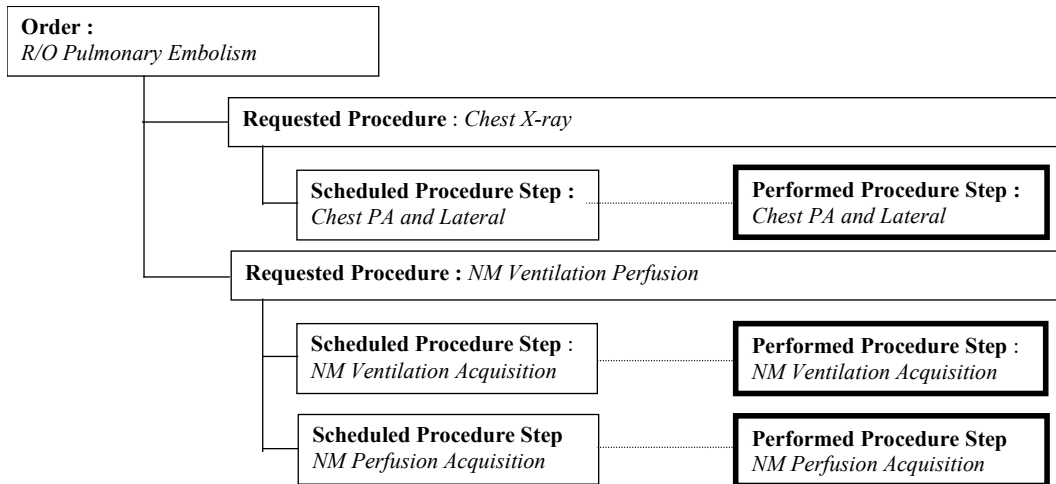 Order :
R/O Pulmonary Embolism
Requested Procedure : Chest X-ray
Scheduled Procedure Step :
Chest PA and Lateral
Performed Procedure Step :
Chest PA and Lateral
Requested Procedure : NM Ventilation Perfusion
Scheduled Procedure Step :
NM Ventilation Acquisition
Performed Procedure Step :
NM Ventilation Acquisition
Scheduled Procedure Step
NM Perfusion Acquisition
Performed Procedure Step
NM Perfusion Acquisition